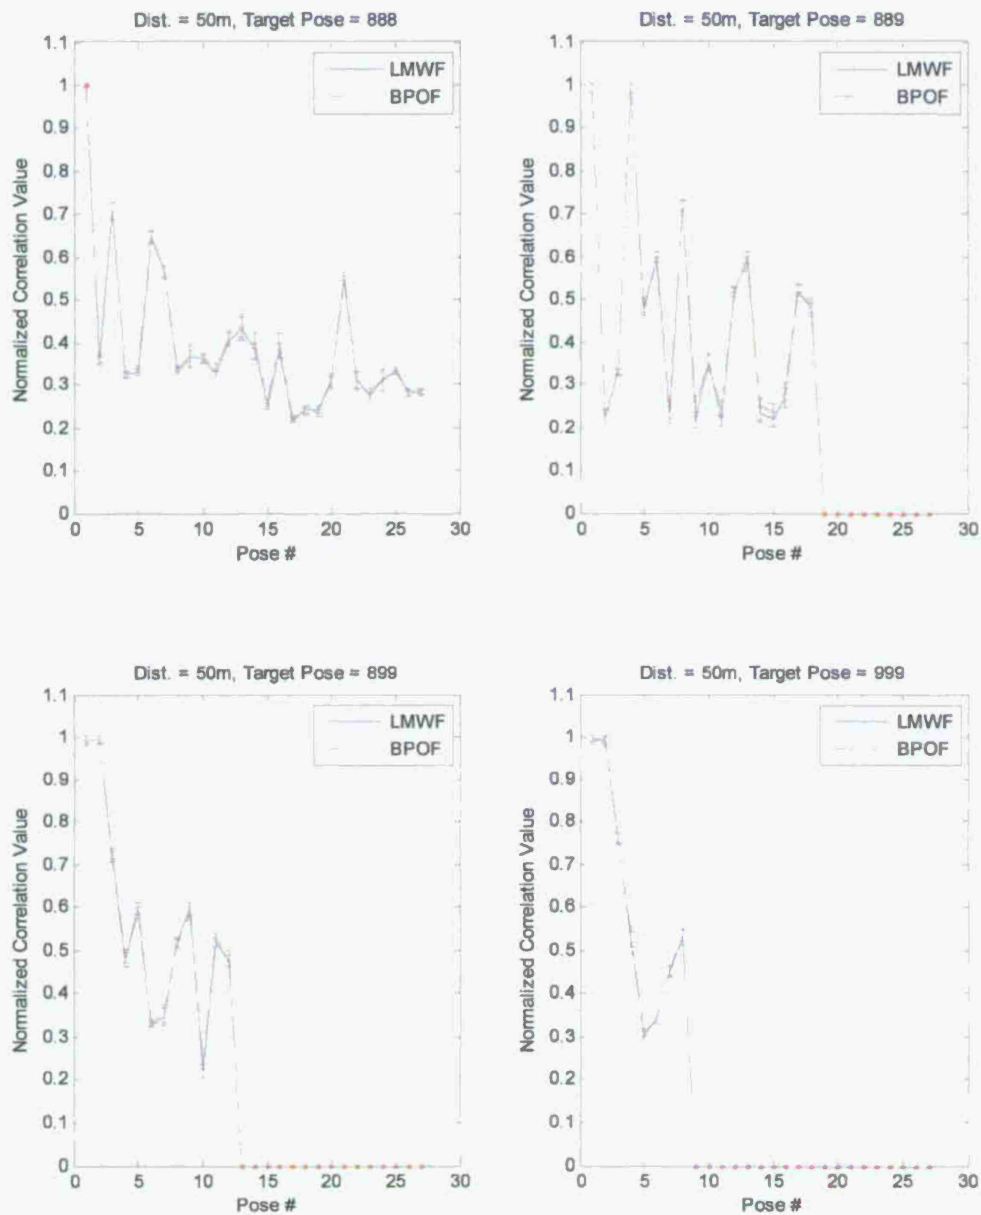 Dist. = 50m, Target Pose = 888
1.1
1
0.9
0.8
0.7
0.6
0.5
0.4
0.3
0.2
0.1
0
Normalized Correlation Value
LMWF
BPOF
0 5 10 15 20 25 30
Pose #
Dist. = 50m, Target Pose = 889
1.1
1
0.9
0.8
0.7
0.6
0.5
0.4
0.3
0.2
0.1
0
Normalized Correlation Value
LMWF
BPOF
0 5 10 15 20 25 30
Pose #
Dist. = 50m, Target Pose = 899
1.1
1
0.9
0.8
0.7
0.6
0.5
0.4
0.3
0.2
0.1
0
Normalized Correlation Value
LMWF
BPOF
0 5 10 15 20 25 30
Pose #
Dist. = 50m, Target Pose = 999
1.1
1
0.9
0.8
0.7
0.6
0.5
0.4
0.3
0.2
0.1
0
Normalized Correlation Value
LMWF
BPOF
0 5 10 15 20 25 30
Pose #